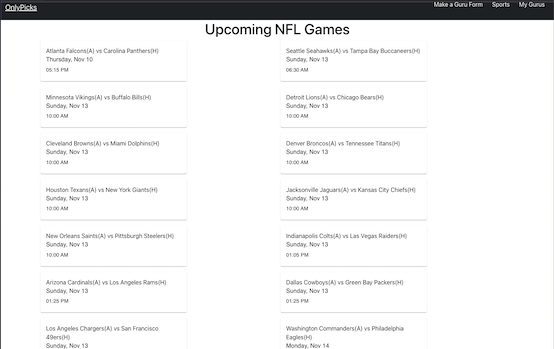 OnlyPicks
Make a Guru Form Sports My Gurus
Upcoming NFL Games
Atlanta Falcons(A) vs Carolina Panthers(H)
Thursday, Nov 10
05:15 PM
Seattle Seahawks(A) vs Tampa Bay Buccaneers(H)
Sunday, Nov 13
06:30 AM
Minnesota Vikings(A) vs Buffalo Bills(H)
Sunday, Nov 13
10:00 AM
Detroit Lions(A) vs Chicago Bears(H)
Sunday, Nov 13
10:00 AM
Cleveland Browns(A) vs Miami Dolphins(H)
Sunday, Nov 13
10:00 AM
Denver Broncos(A) vs Tennessee Titans(H)
Sunday, Nov 13
10:00 AM
Houston Texans(A) vs New York Giants(H)
Sunday, Nov 13
10:00 AM
Jacksonville Jaguars(A) vs Kansas City Chiefs(H)
Sunday, Nov 13
10:00 AM
New Orleans Saints(A) vs Pittsburgh Steelers(H)
Sunday, Nov 13
10:00 AM
Indianapolis Colts(A) vs Las Vegas Raiders(H)
Sunday, Nov 13
01:05 PM
Arizona Cardinals(A) vs Los Angeles Rams(H)
Sunday, Nov 13
01:25 PM
Dallas Cowboys(A) vs Green Bay Packers(H)
Sunday, Nov 13
01:25 PM
Los Angeles Chargers(A) vs San Francisco
49ers(H)
Sunday, Nov 13
Washington Commanders(A) vs Philadelphia
Eagles(H)
Monday, Nov 14